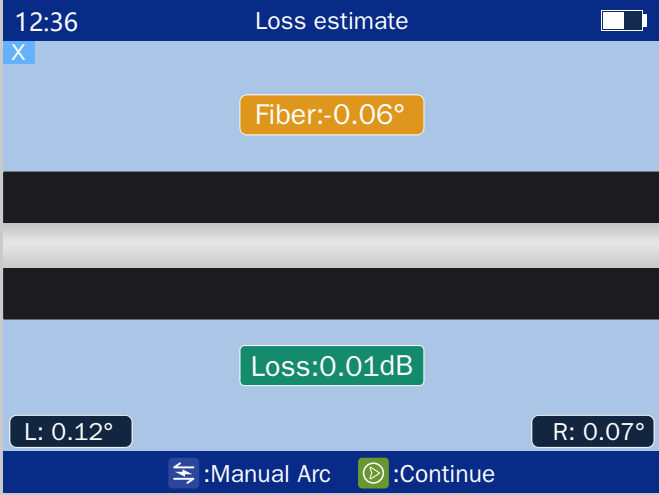 12:36 Loss estimate
X
Fiber:-0.06°
Loss:0.01dB
L: 0.12° R: 0.07°
:Manual Arc :Continue